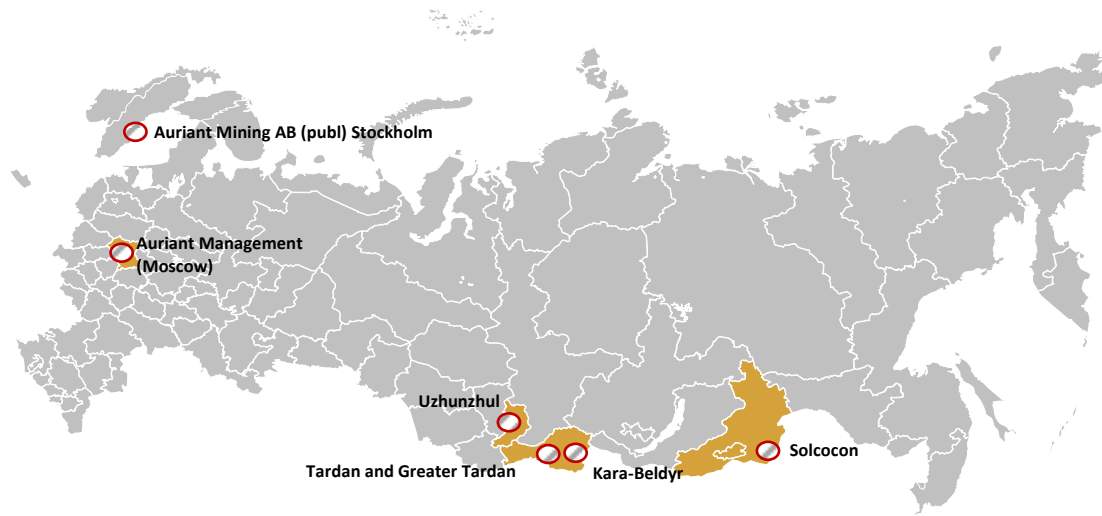 Auriant Mining AB (publ) Stockholm
Auriant Management
(Moscow)
Uzhunzhul
Tardan and Greater Tardan
Kara-Beldyr
Solcocon